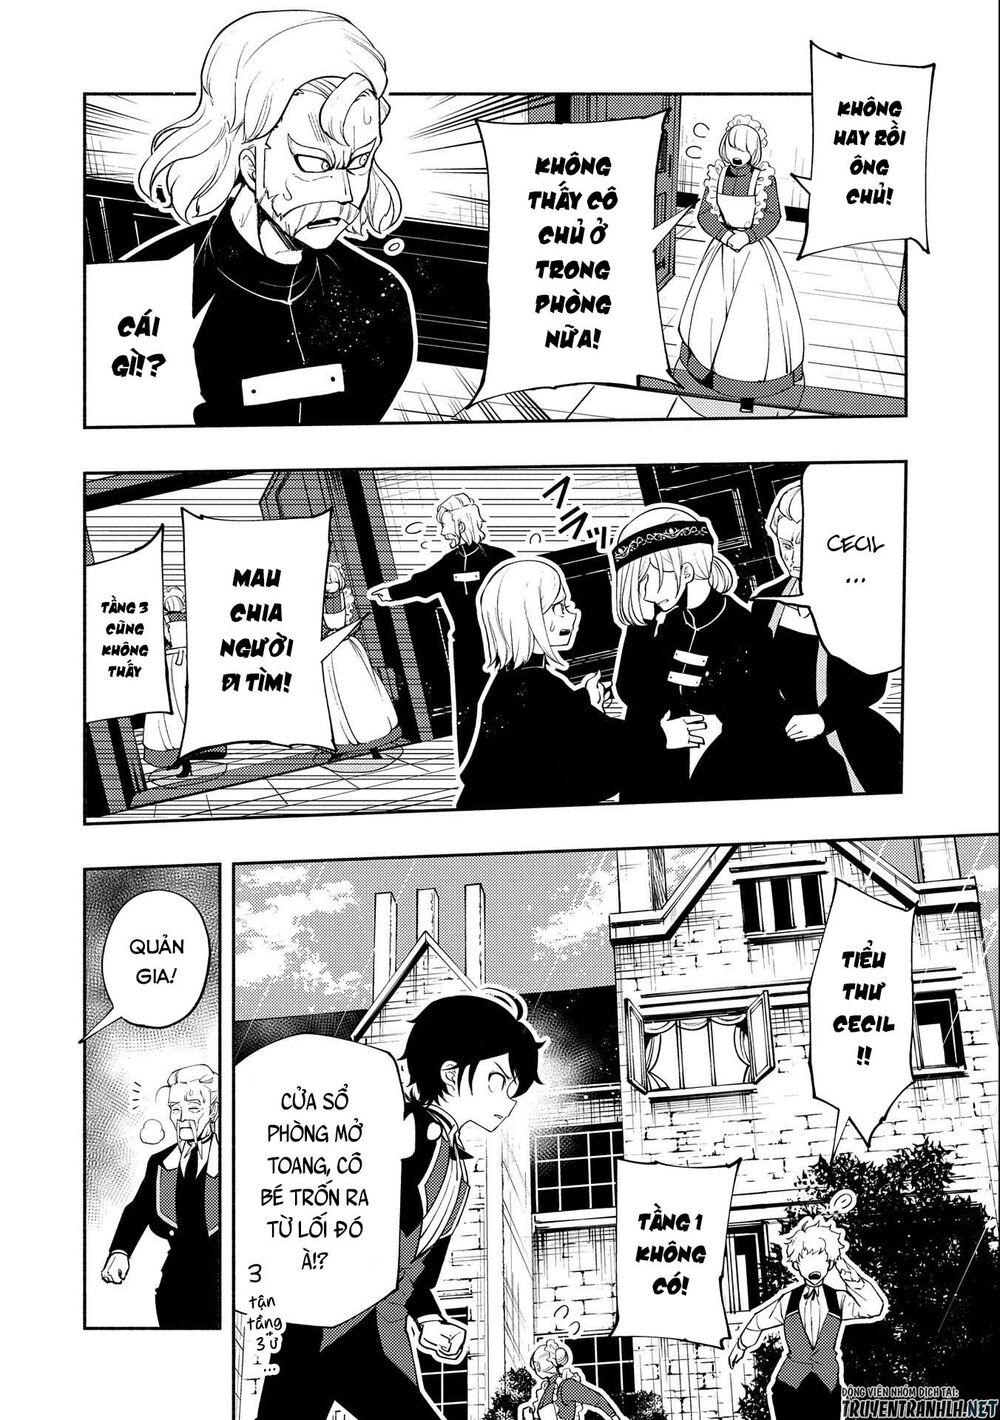 KHÔNG
HAY RỒI
ÔNG
CHỦ!
KHÔNG
THẤY CÔ
CHỦ Ở
TRONG
PHÒNG
NỮA!
CÁI
GÌ!?
CECIL
...
MAU
CHIA
NGƯỜI
ĐI TÌM!
TẦNG 3
CŨNG
KHÔNG
THẤY
TIỂU
THƯ
CECIL
!!
TẦNG 1
KHÔNG
CÓ!
CỬA SỔ
PHÒNG MỞ
TOANG, CÔ
BÉ TRỐN RA
TỪ LỐI ĐÓ
À!?
3
tận
tầng
3 ư
...
QUẢN
GIA!
ĐỘNG VIÊN NHÓM DỊCH TẠI:
TRUYENTRANHLH.NET